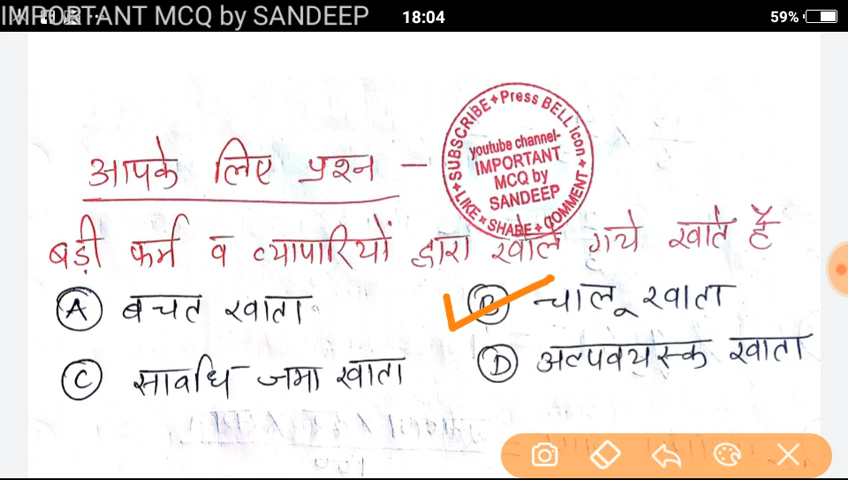 IMPORTANT MCQ by SANDEEP 18:04 59%
SUBSCRIBE + Press BELL icon + COMMENT + SHARE + LIKE +
youtube channel-
IMPORTANT
MCQ by
SANDEEP
आपके लिए प्रश्न –
बड़ी फर्म व व्यापारियों द्वारा खोले गये खाते हैं
(A) बचत खाता
(B) चालू खाता
(C) सावधि जमा खाता
(D) अल्पवयस्क खाता